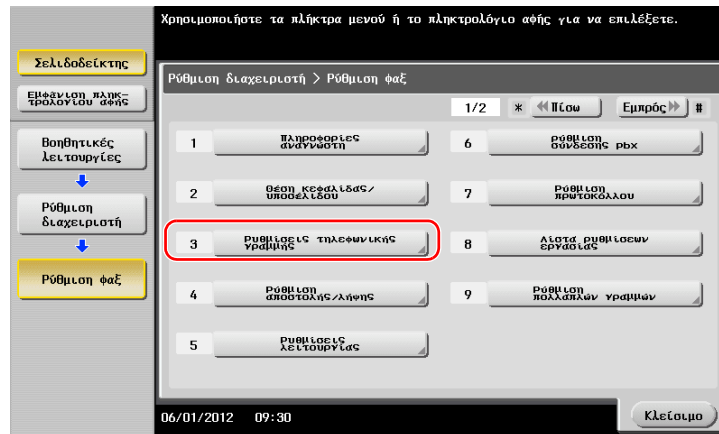 Χρησιμοποιήστε τα πλήκτρα μενού ή το πληκτρολόγιο αφής για να επιλέξετε.
Σελιδοδείκτης
Εμφάνιση πληκ-
τρολογίου αφής
Βοηθητικές
λειτουργίες
Ρύθμιση
διαχειριστή
Ρύθμιση φαξ
Ρύθμιση διαχειριστή > Ρύθμιση φαξ
1/2 * Πίσω Εμπρός #
1 Πληροφορίες
αναγνώστη
2 Θέση κεφαλίδας/
υποσέλιδου
3 Ρυθμίσεις τηλεφωνικής
γραμμής
4 Ρύθμιση
αποστολής/λήψης
5 Ρυθμίσεις
λειτουργίας
6 Ρύθμιση
σύνδεσης pbx
7 Ρύθμιση
πρωτοκόλλου
8 Λίστα ρυθμίσεων
εργασίας
9 Ρύθμιση
πολλαπλών γραμμών
06/01/2012 09:30
Κλείσιμο